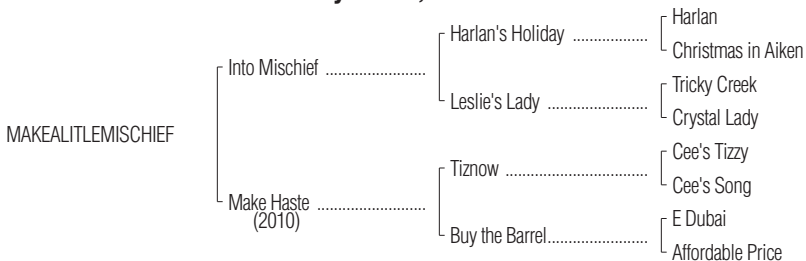 Harlan
Harlan's Holiday ..................
Christmas in Aiken
Into Mischief ........................
Tricky Creek
Leslie's Lady ........................
Crystal Lady
MAKEALITLEMISCHIEF
Cee's Tizzy
Tiznow ..................................
Cee's Song
Make Haste ..........................
(2010)
E Dubai
Buy the Barrel........................
Affordable Price